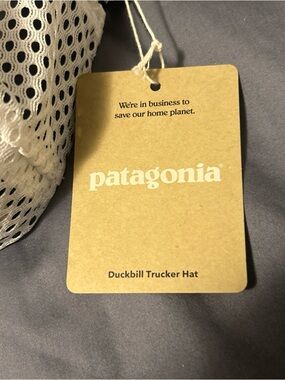 We're in business to
save our home planet.
patagonia®
Duckbill Trucker Hat